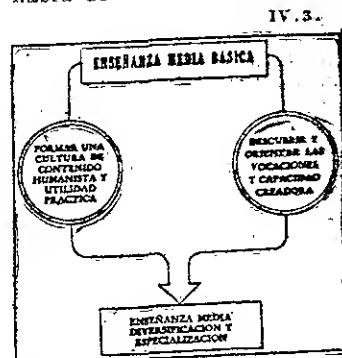 IV.3.
ENSEÑANZA MEDIA BASICA
FORMAR UNA
CULTURA DE
CONTENIDO
HUMANISTA Y
UTILIDAD
PRACTICA
DESCUBRIR Y
ORIENTAR LAS
VOCACIONES
Y CAPACIDAD
CREADORA
ENSEÑANZA MEDIA
DIVERSIFICACION Y
ESPECIALIZACION